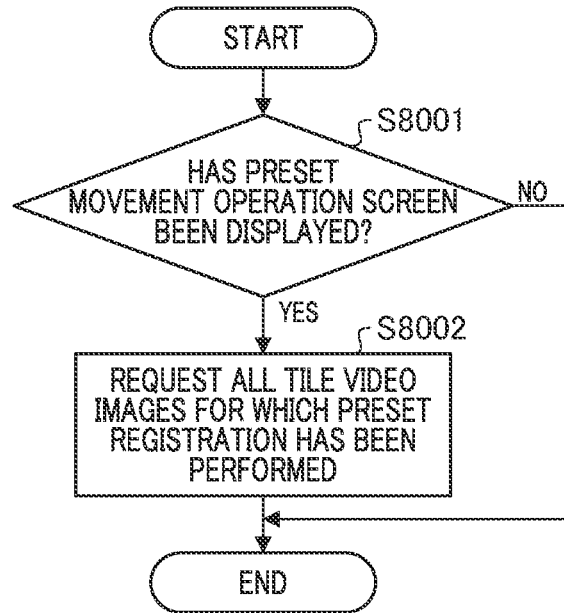 START
S8001
HAS PRESET
MOVEMENT OPERATION SCREEN
BEEN DISPLAYED?
NO
YES
S8002
REQUEST ALL TILE VIDEO
IMAGES FOR WHICH PRESET
REGISTRATION HAS BEEN
PERFORMED
END